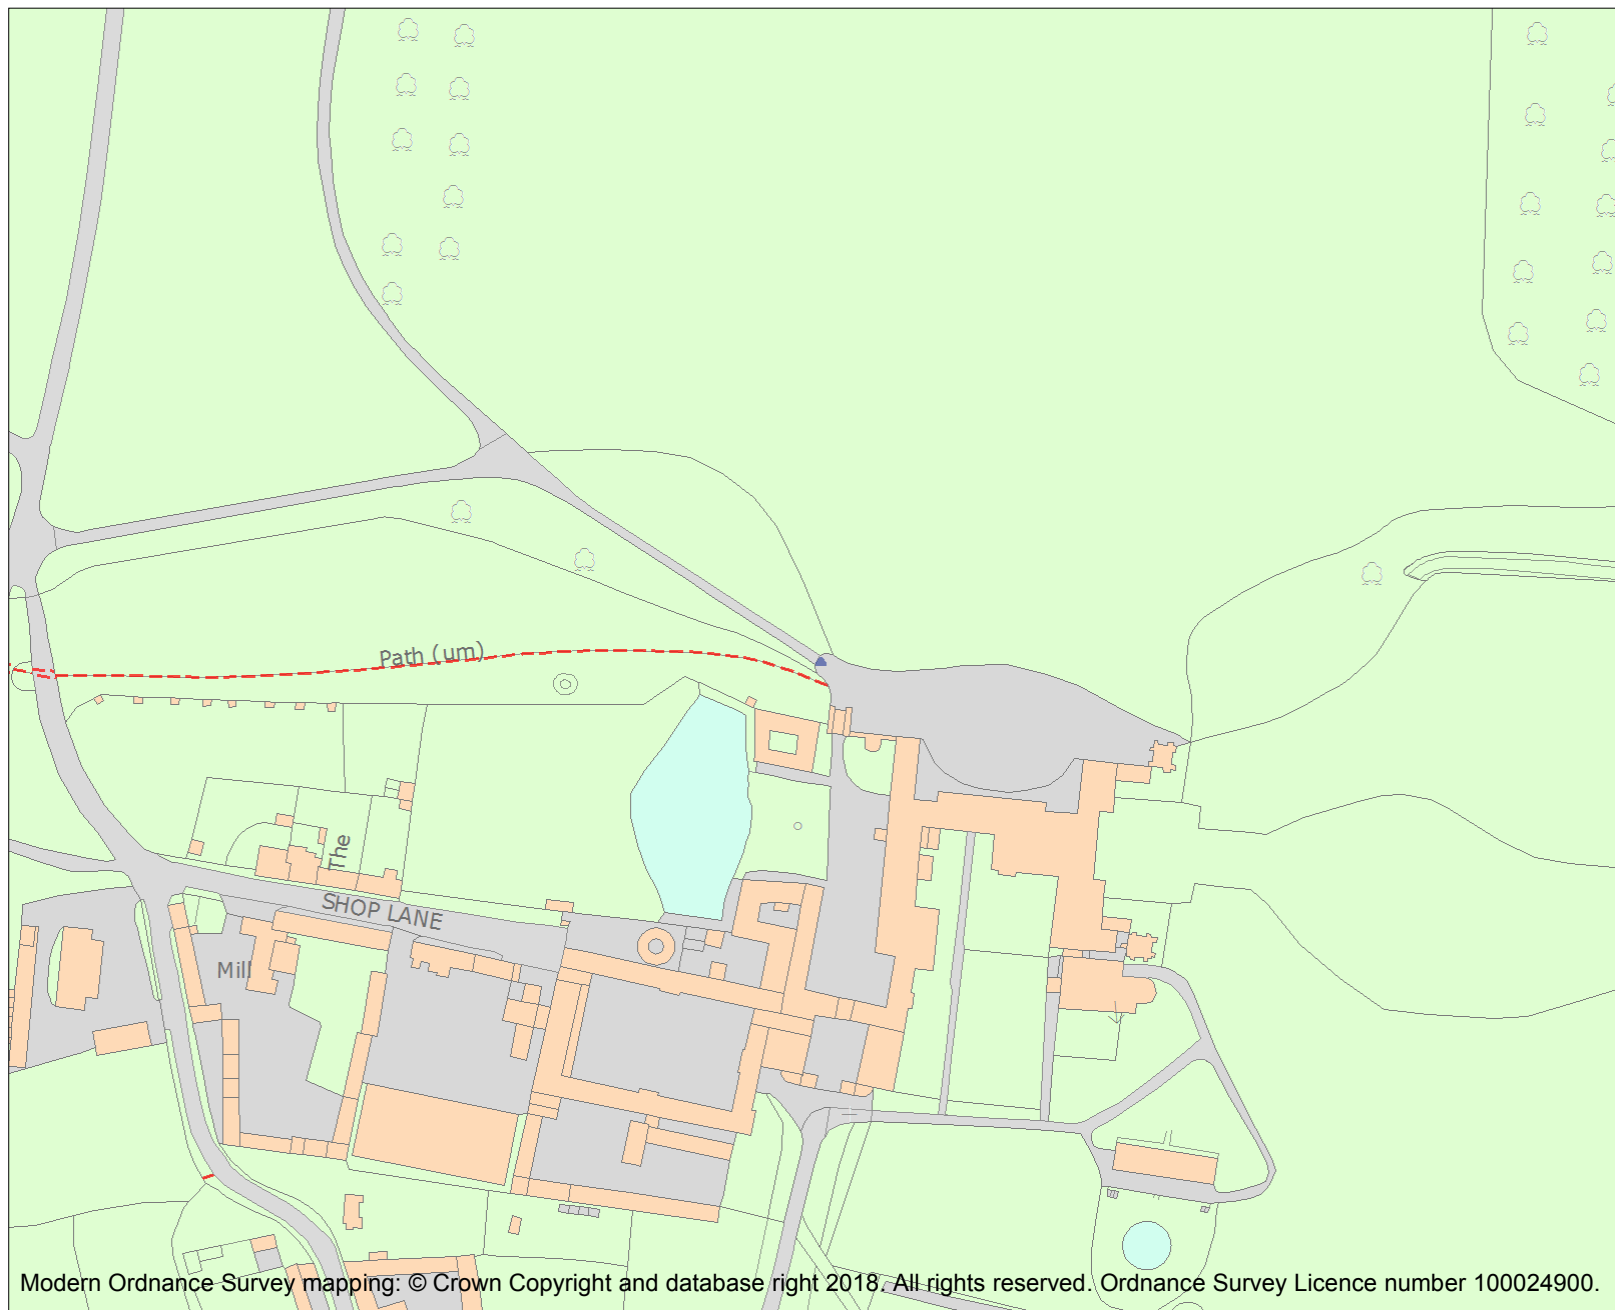 Path (um)
The
SHOP LANE
Mill
Modern Ordnance Survey mapping: © Crown Copyright and database right 2018. All rights reserved. Ordnance Survey Licence number 100024900.